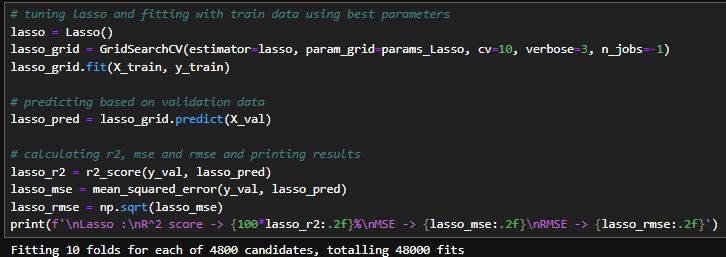 # tuning lasso and fitting with train data using best parameters
lasso = Lasso()
lasso_grid = GridSearchCV(estimator=lasso, param_grid=params_Lasso, cv=10, verbose=3, n_jobs=-1)
lasso_grid.fit(X_train, y_train)
# predicting based on validation data
lasso_pred = lasso_grid.predict(X_val)
# calculating r2, mse and rmse and printing results
lasso_r2 = r2_score(y_val, lasso_pred)
lasso_mse = mean_squared_error(y_val, lasso_pred)
lasso_rmse = np.sqrt(lasso_mse)
print(f'\nLasso :\nR^2 score -> {100*lasso_r2:.2f}%\nMSE -> {lasso_mse:.2f}\nRMSE -> {lasso_rmse:.2f}')
Fitting 10 folds for each of 4800 candidates, totalling 48000 fits